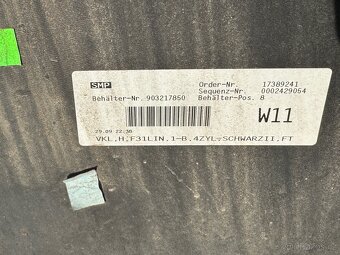 SMP
Order-Nr. 17389241
Sequenz-Nr. 0002429054
Behälter-Nr. 903217860 Behälter-Pos. 8
29.09 22:36
W11
VKL,H,F31LIN,1-B,4ZYL,SCHWARZII,FT